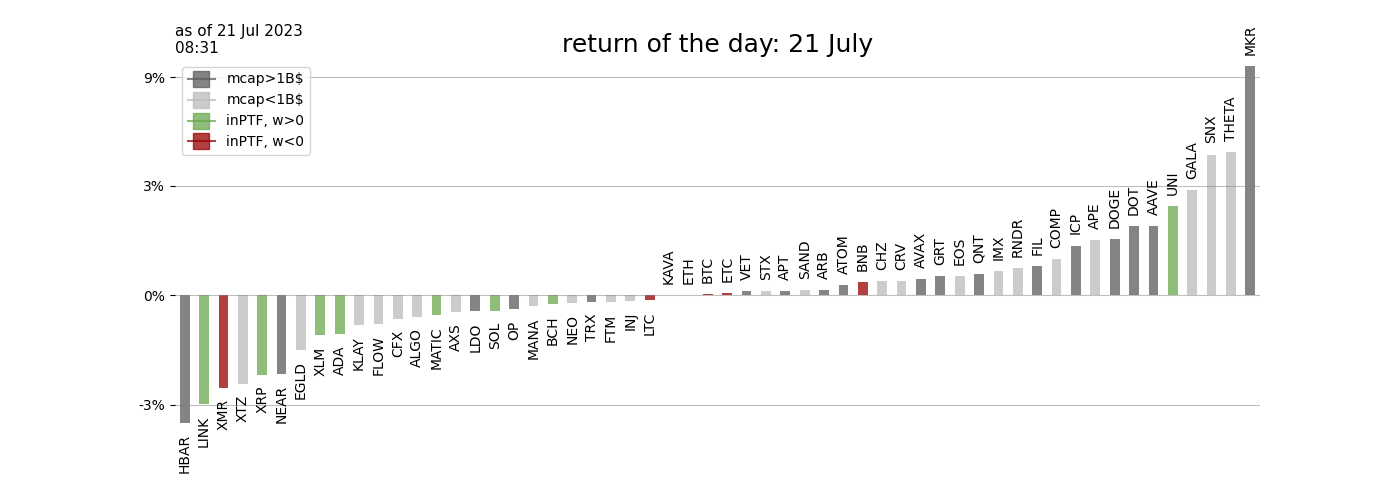 as of 21 Jul 2023
08:31
return of the day: 21 July
mcap>1B$
mcap<1B$
inPTF, w>0
inPTF, w<0
9%
3%
0%
-3%
HBAR
LINK
XMR
XTZ
XRP
NEAR
EGLD
XLM
ADA
KLAY
FLOW
CFX
ALGO
MATIC
AXS
LDO
SOL
OP
MANA
BCH
NEO
TRX
FTM
INJ
LTC
KAVA
ETH
BTC
ETC
VET
STX
APT
SAND
ARB
ATOM
BNB
CHZ
CRV
AVAX
GRT
EOS
QNT
IMX
RNDR
FIL
COMP
ICP
APE
DOGE
DOT
AAVE
UNI
GALA
SNX
THETA
MKR